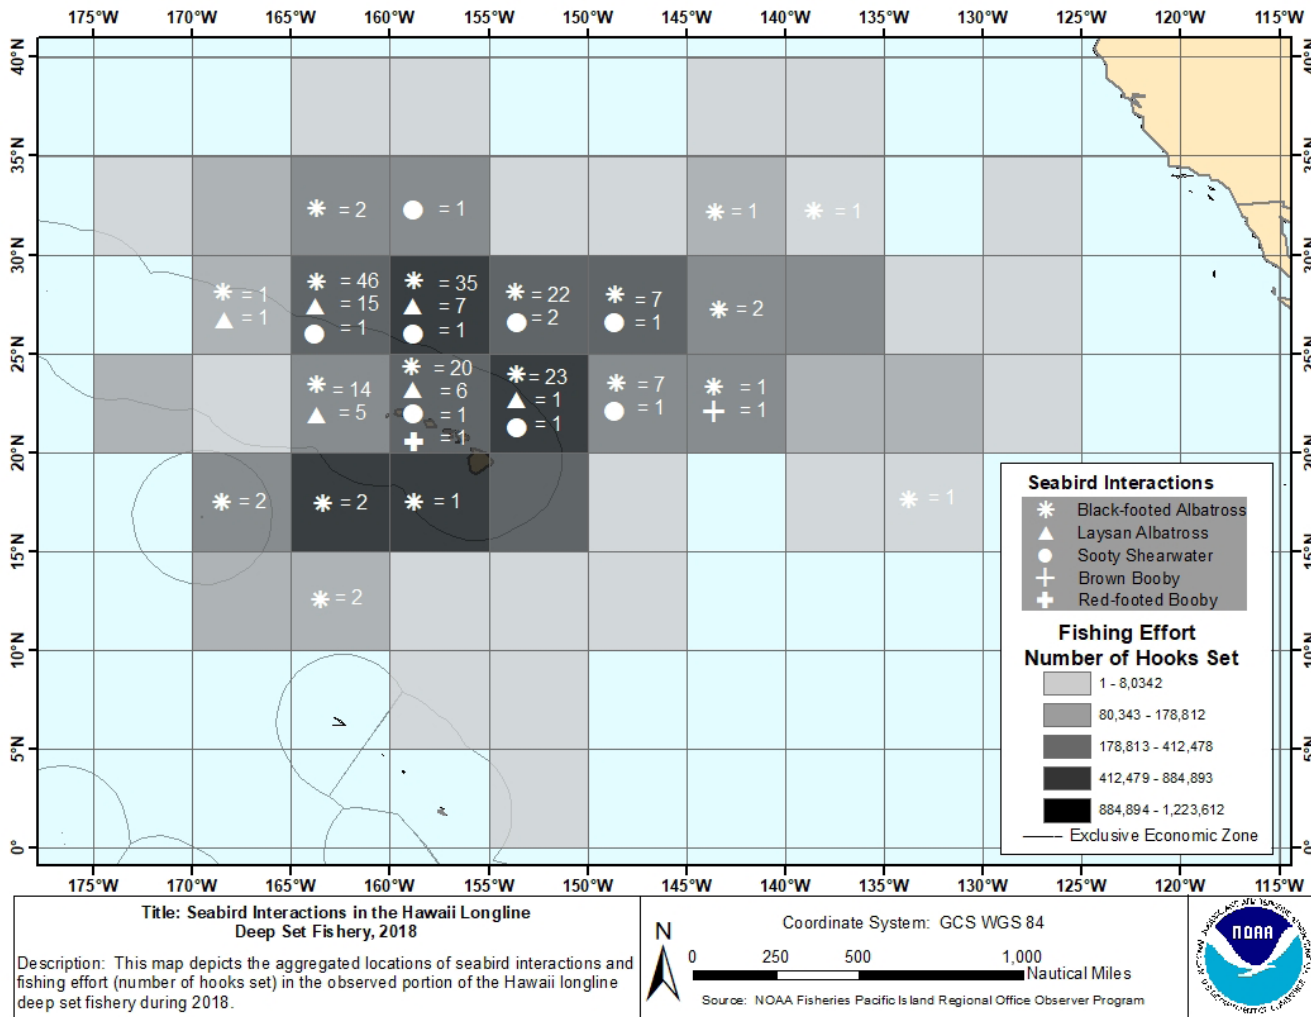 175°W 170°W 165°W 160°W 155°W 150°W 145°W 140°W 135°W 130°W 125°W 120°W 115°W
40°N 40°N
35°N 35°N
= 2 = 1 = 1 = 1
30°N 30°N
= 1 = 46 = 35 = 22 = 7 = 2
= 1 = 15 = 7 = 2 = 1
= 1 = 1
25°N 25°N
= 14 = 20 = 23 = 7 = 1
= 5 = 6 = 1 = 1 = 1
= 1 = 1
= 1
20°N 20°N
= 2 = 2 = 1 = 1
15°N 15°N
= 2
10°N 10°N
5°N 5°N
0° 0°
Seabird Interactions
Black-footed Albatross
Laysan Albatross
Sooty Shearwater
Brown Booby
Red-footed Booby
Fishing Effort
Number of Hooks Set
1 - 8,0342
80,343 - 178,812
178,813 - 412,478
412,479 - 884,893
884,894 - 1,223,612
Exclusive Economic Zone
175°W 170°W 165°W 160°W 155°W 150°W 145°W 140°W 135°W 130°W 125°W 120°W 115°W
Title: Seabird Interactions in the Hawaii Longline
Deep Set Fishery, 2018
Description: This map depicts the aggregated locations of seabird interactions and
fishing effort (number of hooks set) in the observed portion of the Hawaii longline
deep set fishery during 2018.
N
Coordinate System: GCS WGS 84
0 250 500 1,000
Nautical Miles
Source: NOAA Fisheries Pacific Island Regional Office Observer Program
NOAA